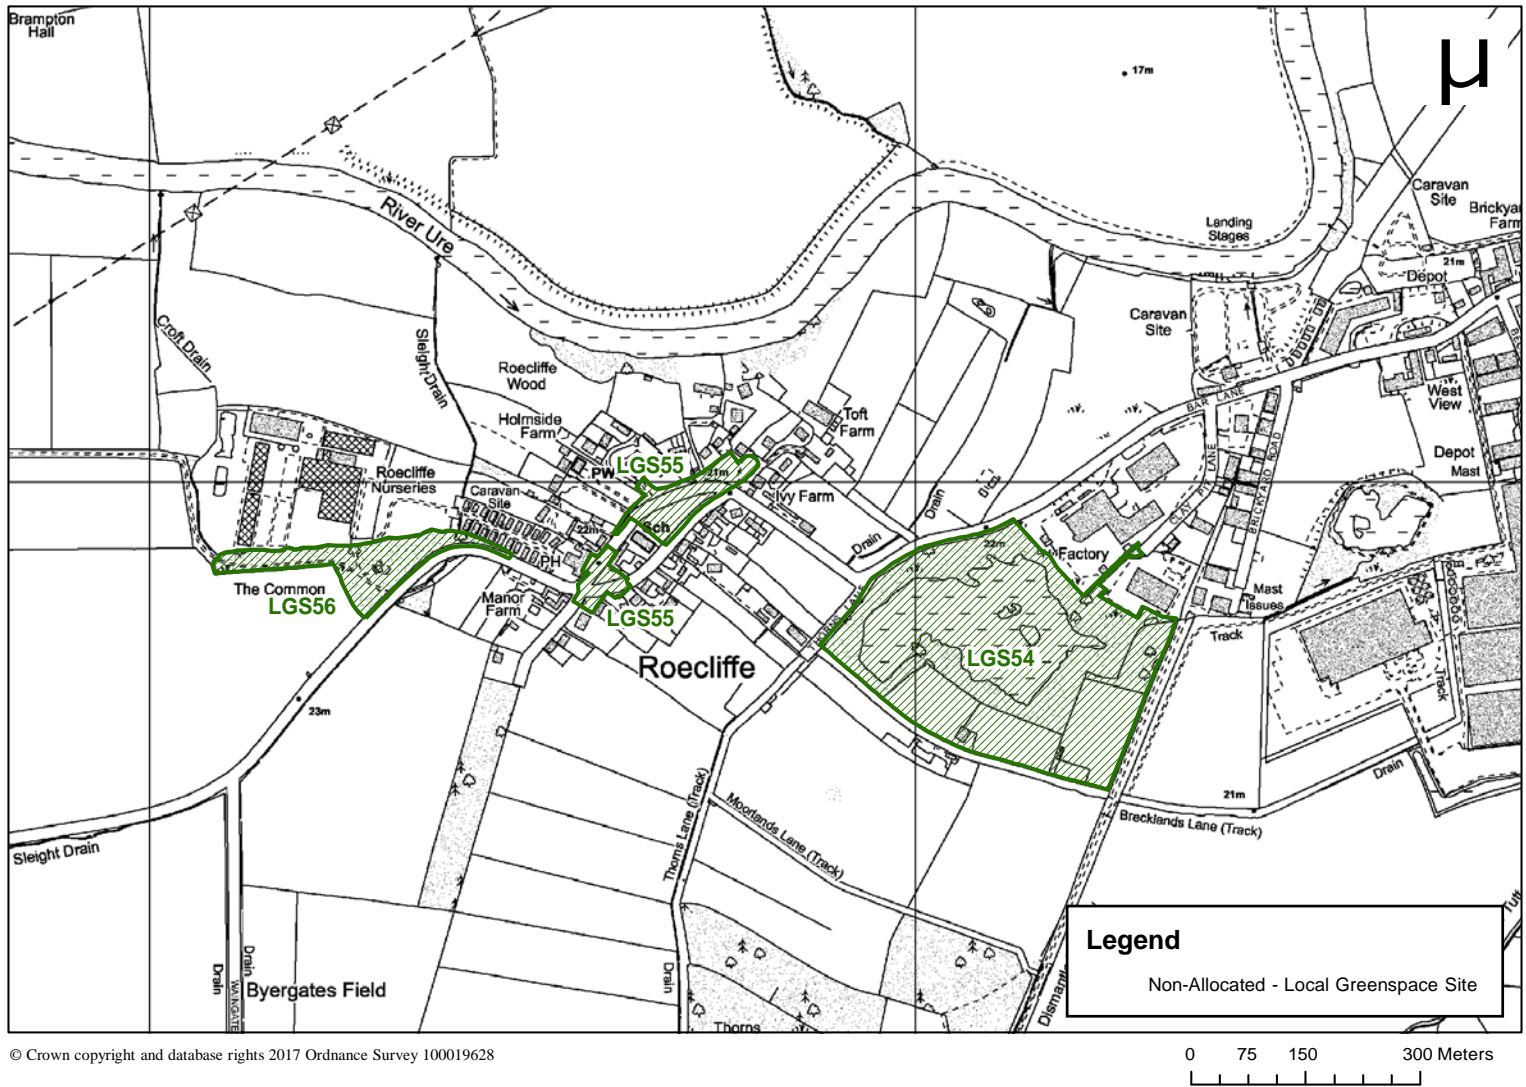 Brampton
Hall
µ
17m
River Ure
Landing
Stages
Caravan
Site
Brickya
Farm
21m
Depot
Caravan
Site
Croft Drain
Sleight Drain
Roecliffe
Wood
Holmside
Farm
Toft
Farm
BAR LANE
West
View
Depot
Mast
PW
LGS55
21m
Roecliffe
Nurseries
Caravan
Site
Ivy Farm
Drain
CLAY PIT LANE
BRICKYARD ROAD
22m
Sch
PH
Drain
22m
Factory
The Common
LGS56
Manor
Farm
LGS55
THORNS LANE
Mast
Issues
Track
Roecliffe
LGS54
Track
23m
21m
Drain
Brecklands Lane (Track)
Thorns Lane (Track)
Moorlands Lane (Track)
Sleight Drain
Drain
Drain
WAINGATE
Byergates Field
Drain
Thorns
Dismantl
Legend
Non-Allocated - Local Greenspace Site
© Crown copyright and database rights 2017 Ordnance Survey 100019628
0 75 150 300 Meters